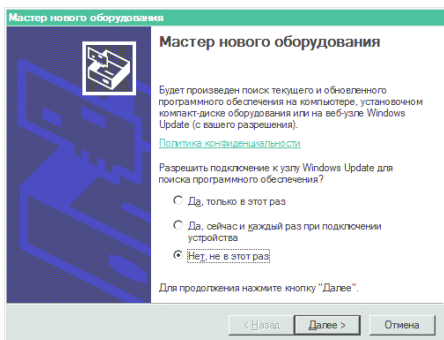 Мастер нового оборудования
Мастер нового оборудования
Будет произведен поиск текущего и обновленного
программного обеспечения на компьютере, установочном
компакт-диске оборудования или на веб-узле Windows
Update (с вашего разрешения).
Политика конфиденциальности
Разрешить подключение к узлу Windows Update для
поиска программного обеспечения?
Да, только в этот раз
Да, сейчас и каждый раз при подключении
устройства
Нет, не в этот раз
Для продолжения нажмите кнопку "Далее".
< Назад
Далее >
Отмена